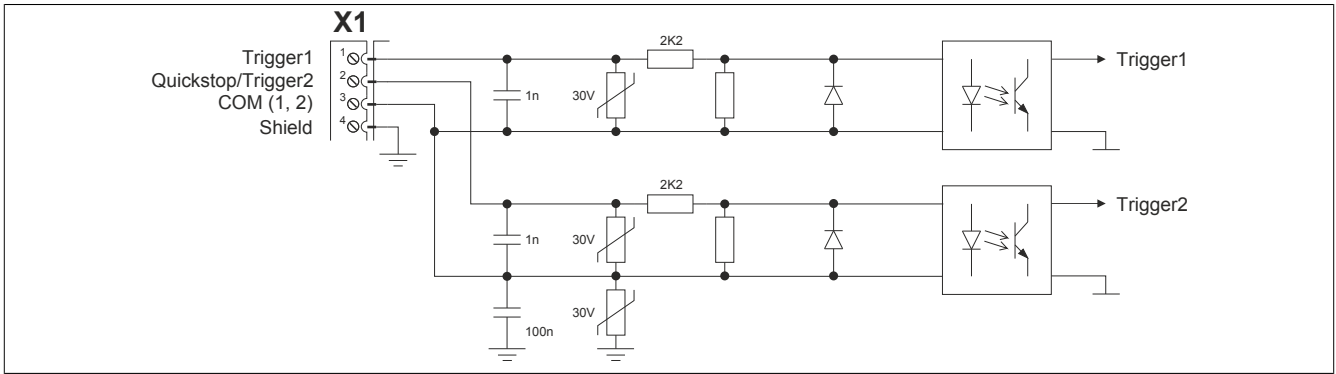 X1
Trigger1
Quickstop/Trigger2
COM (1, 2)
Shield
1
2
3
4
2K2
1n
30V
Trigger1
2K2
1n
30V
Trigger2
100n
30V